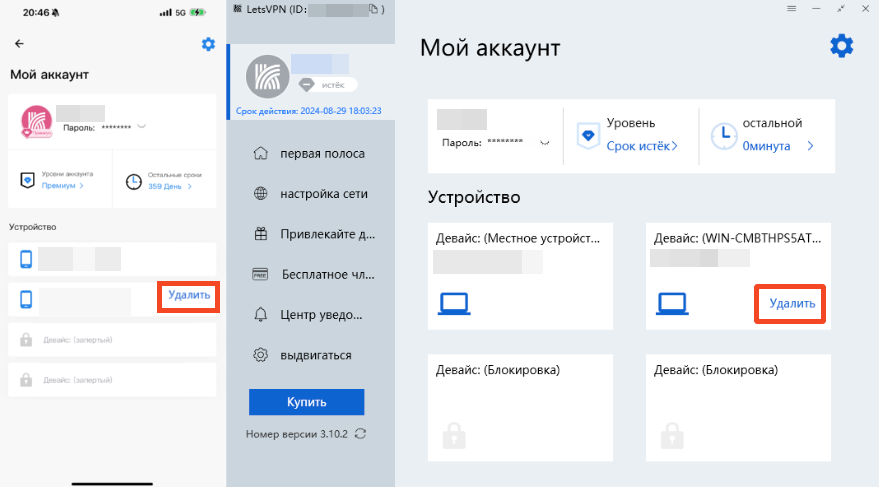 20:46
5G
Мой аккаунт
Премиум
Пароль: ********
Уровни аккаунта
Премиум >
Остальные сроки
359 День >
Устройство
Удалить
Девайс: (запертый)
Девайс: (запертый)
LetsVPN (ID: )
истёк
Срок действия: 2024-08-29 18:03:23
первая полоса
настройка сети
Привлекайте д...
FREE
Бесплатное чл...
Центр уведо...
выдвигаться
Купить
Номер версии 3.10.2
Мой аккаунт
Пароль: ********
Уровень
Срок истёк>
остальной
0минута >
Устройство
Девайс: (Местное устройст...
Девайс: (WIN-CMBTHPS5AT...
Удалить
Девайс: (Блокировка)
Девайс: (Блокировка)